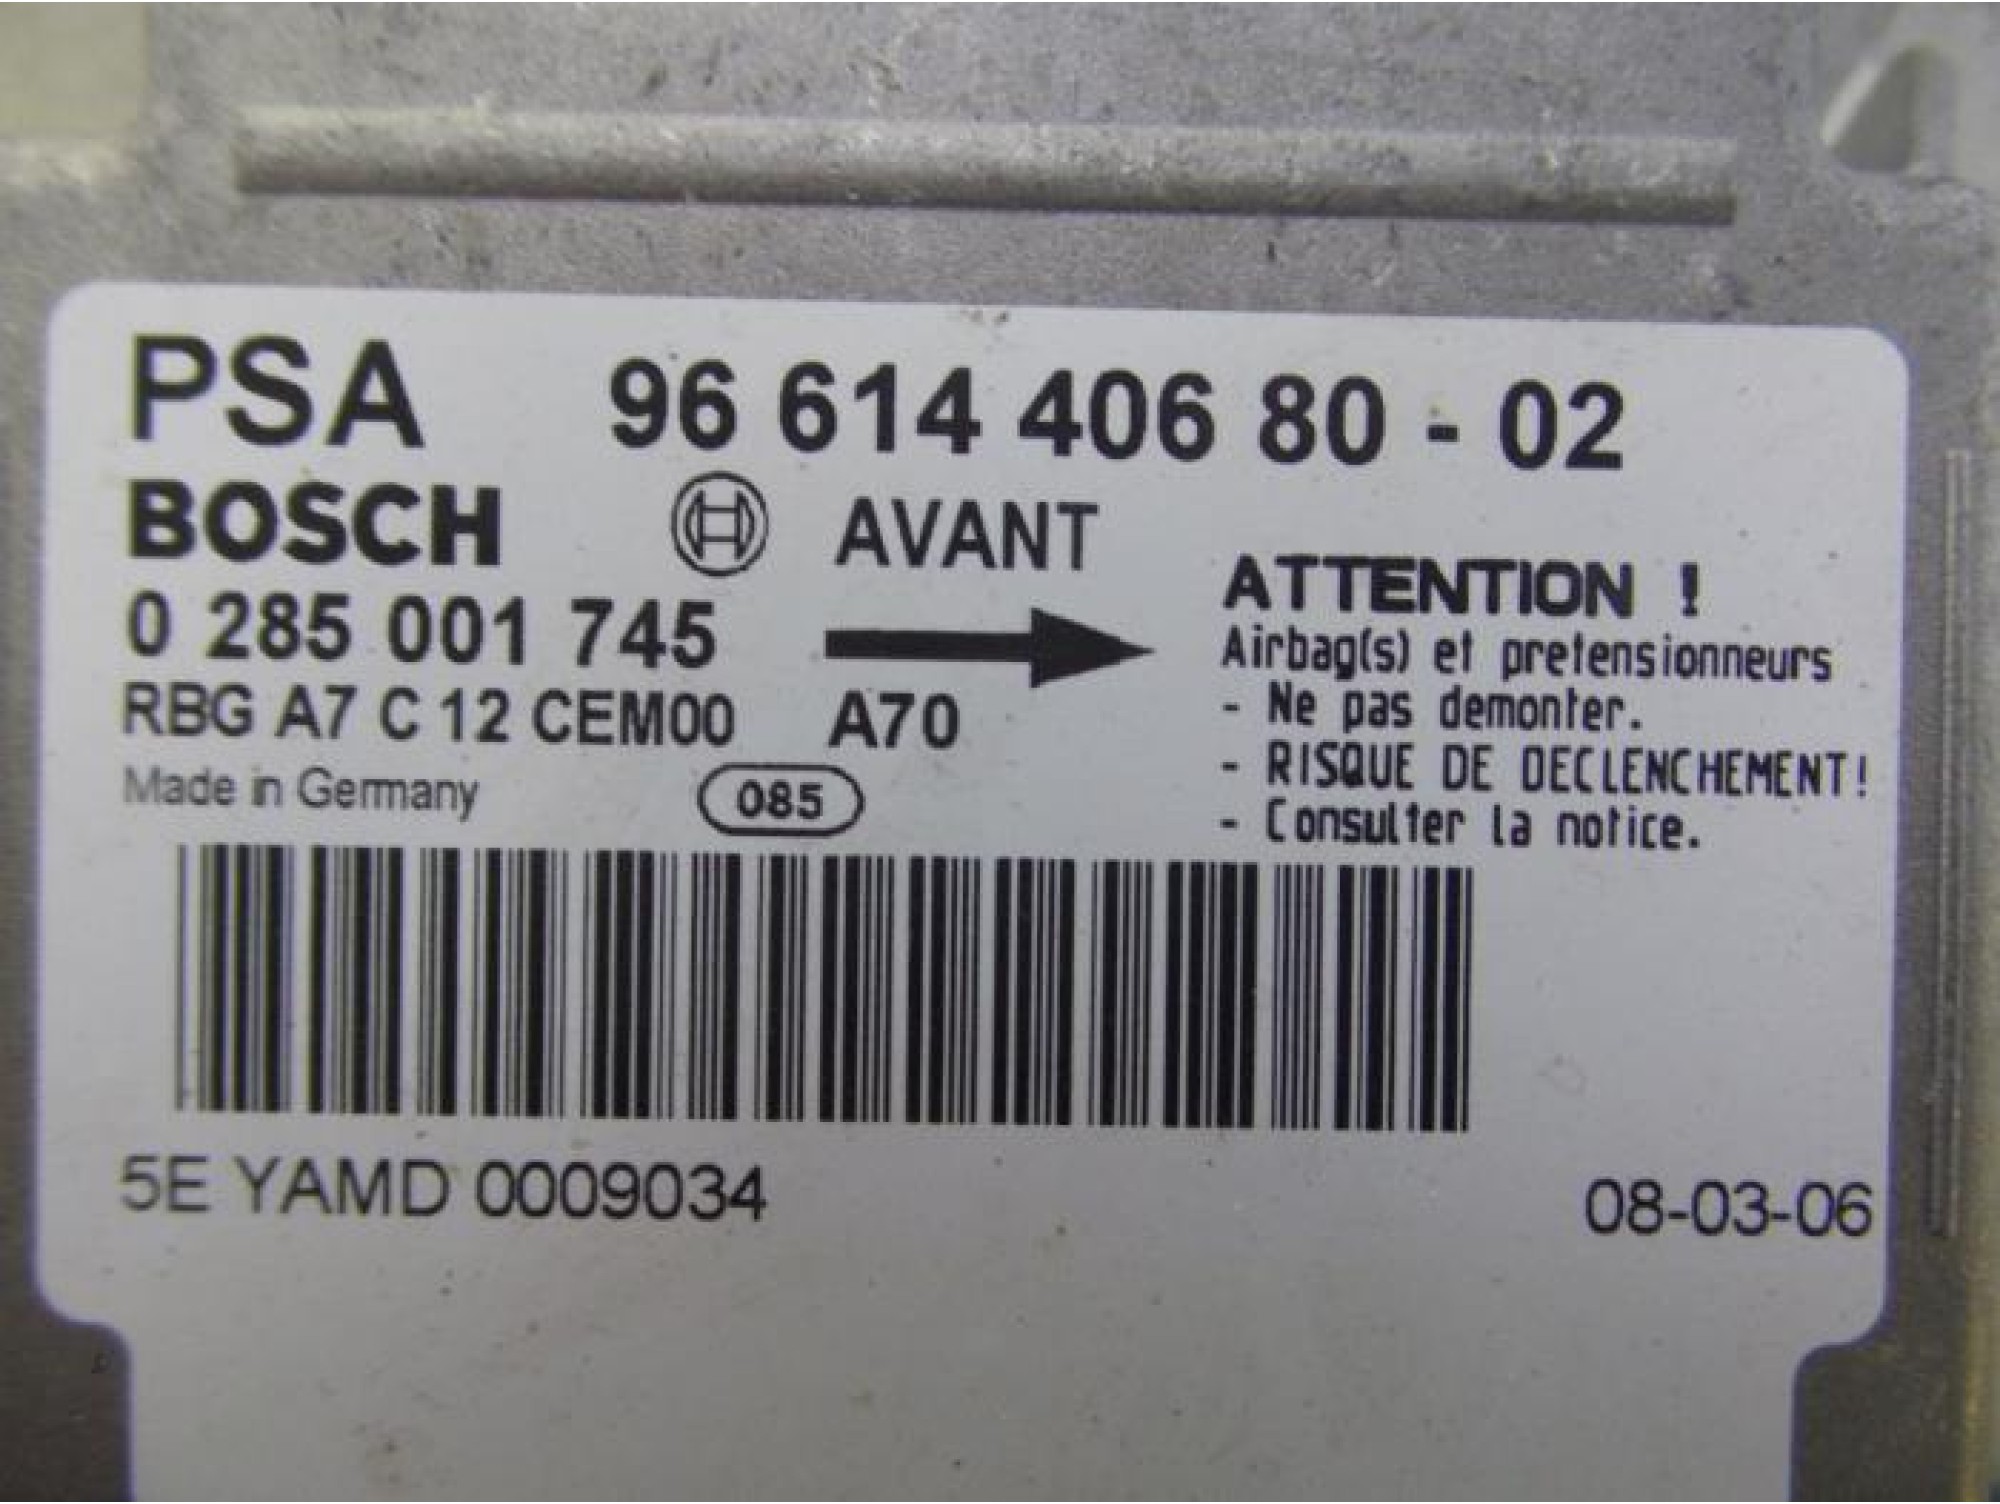 PSA 96 614 406 80 - 02
BOSCH AVANT
0 285 001 745
RBG A7 C 12 CEM00 A70
Made in Germany 085
ATTENTION !
Airbag(s) et pretensionneurs
- Ne pas demonter.
- RISQUE DE DECLENCHEMENT!
- Consulter la notice.
5E YAMD 0009034 08-03-06